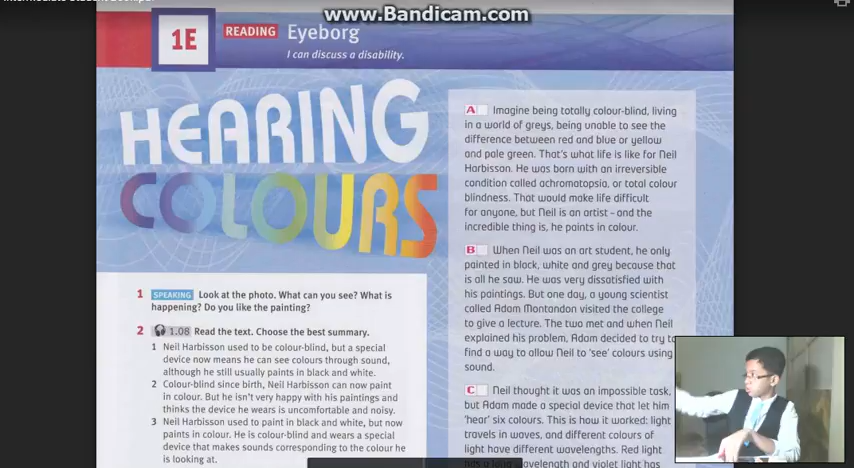 www.Bandicam.com
1E
READING Eyeborg
I can discuss a disability.
HEARING
COLOURS
1 SPEAKING Look at the photo. What can you see? What is
happening? Do you like the painting?
2 1.08 Read the text. Choose the best summary.
1 Neil Harbisson used to be colour-blind, but a special
device now means he can see colours through sound,
although he still usually paints in black and white.
2 Colour-blind since birth, Neil Harbisson can now paint
in colour. But he isn't very happy with his paintings and
thinks the device he wears is uncomfortable and noisy.
3 Neil Harbisson used to paint in black and white, but now
paints in colour. He is colour-blind and wears a special
device that makes sounds corresponding to the colour he
is looking at.
A Imagine being totally colour-blind, living
in a world of greys, being unable to see the
difference between red and blue or yellow
and pale green. That's what life is like for Neil
Harbisson. He was born with an irreversible
condition called achromatopsia, or total colour
blindness. That would make life difficult
for anyone, but Neil is an artist – and the
incredible thing is, he paints in colour.
B When Neil was an art student, he only
painted in black, white and grey because that
is all he saw. He was very dissatisfied with
his paintings. But one day, a young scientist
called Adam Montandon visited the college
to give a lecture. The two met and when Neil
explained his problem, Adam decided to try to
find a way to allow Neil to 'see' colours using
sound.
C Neil thought it was an impossible task,
but Adam made a special device that let him
'hear' six colours. This is how it worked: light
travels in waves, and different colours of
light have different wavelengths. Red light
has a long wavelength and violet light has